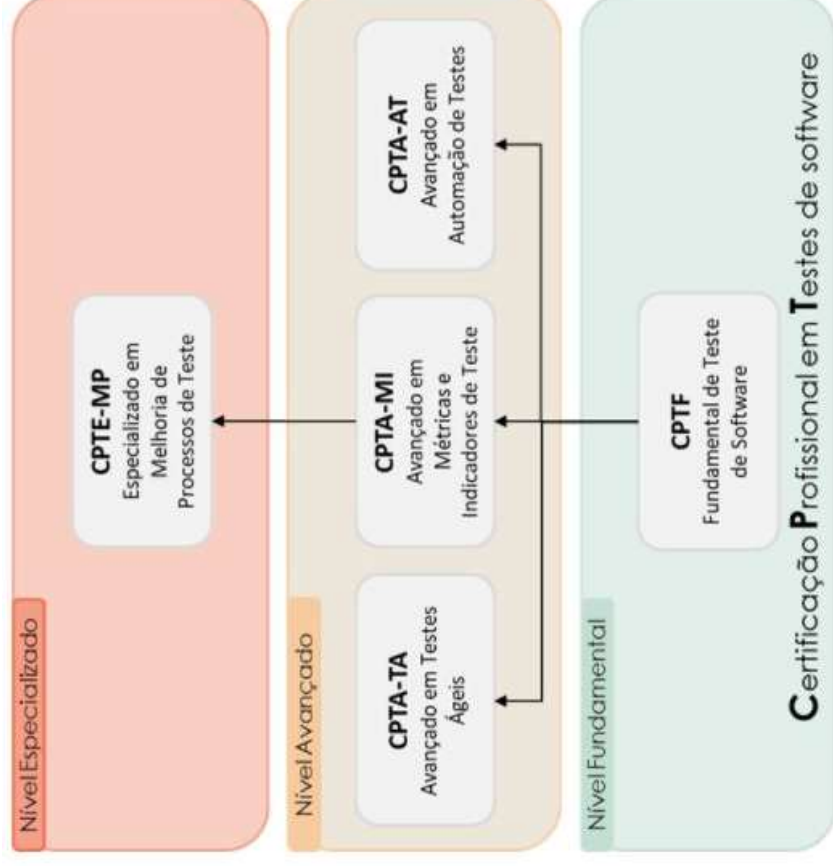 Nível Especializado
CPTE-MP
Especializado em
Melhoria de
Processos de Teste
Nível Avançado
CPTA-TA
Avançado em Testes
Ágeis
CPTA-MI
Avançado em
Métricas e
Indicadores de Teste
CPTA-AT
Avançado em
Automação de Testes
Nível Fundamental
CPTF
Fundamental de Teste
de Software
Certificação Profissional em Testes de software